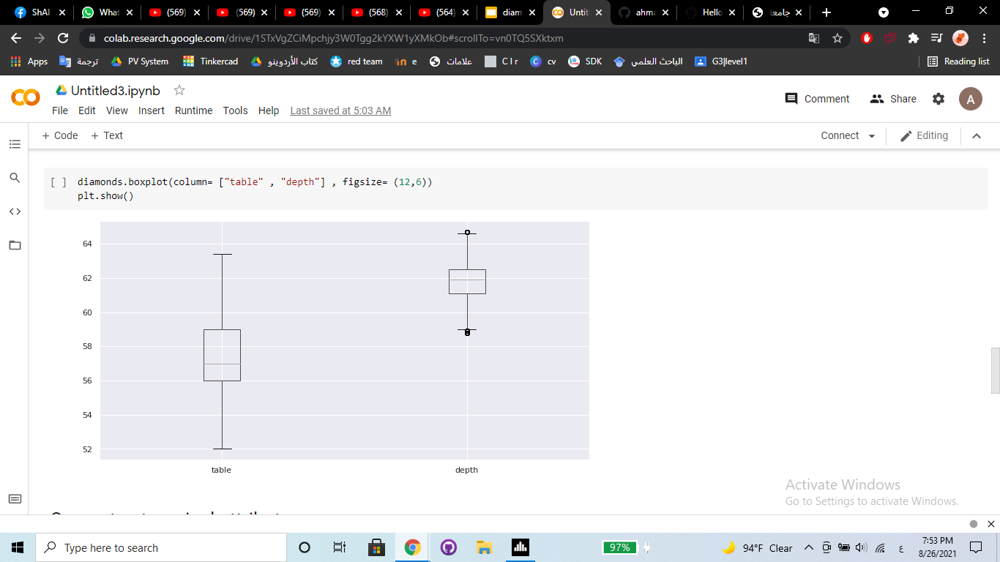 ShAl
What
(569)
(569)
(569)
(568)
(564)
diam
Untit
ahma
Hello
جامعة
colab.research.google.com/drive/1STxVgZCiMpchjy3W0Tgg2kYXW1yXMkOb#scrollTo=vn0TQ5SXktxm
Apps
ترجمة
PV System
Tinkercad
كتاب الأردوينو
red team
in e
علامات
C l r
cv
SDK
الباحث العلمي
G3|level1
Reading list
Untitled3.ipynb
Comment
Share
A
File Edit View Insert Runtime Tools Help Last saved at 5:03 AM
+ Code + Text
Connect
Editing
[ ] diamonds.boxplot(column= ["table" , "depth"] , figsize= (12,6))
plt.show()
64
62
60
58
56
54
52
table
depth
Activate Windows
Go to Settings to activate Windows.
Type here to search
97%
94°F Clear
ع
7:53 PM
8/26/2021